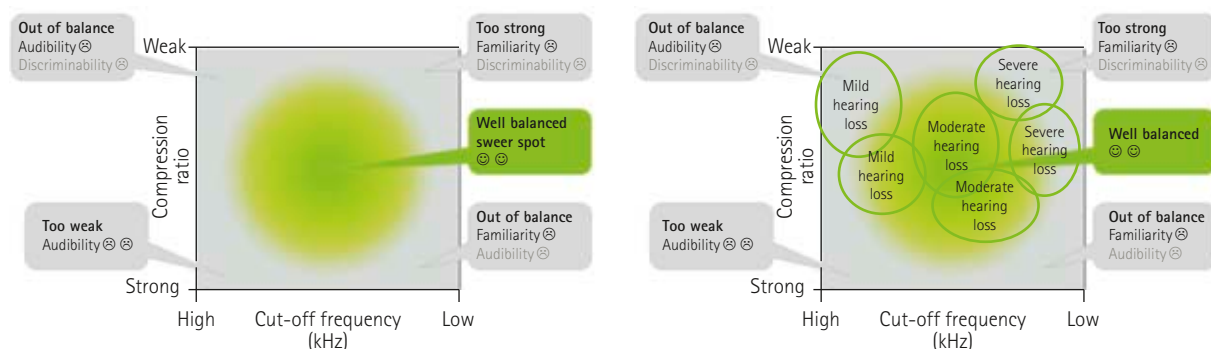 Out of balance
Audibility ☹
Discriminability ☹
Weak
Too strong
Familiarity ☹
Discriminability ☹
Well balanced
sweer spot
☺ ☺
Compression
ratio
Too weak
Audibility ☹ ☹
Out of balance
Familiarity ☹
Audibility ☹
Strong
High
Cut-off frequency
(kHz)
Low
Out of balance
Audibility ☹
Discriminability ☹
Weak
Too strong
Familiarity ☹
Discriminability ☹
Mild
hearing
loss
Severe
hearing
loss
Moderate
hearing
loss
Severe
hearing
loss
Well balanced
☺ ☺
Mild
hearing
loss
Moderate
hearing
loss
Compression
ratio
Too weak
Audibility ☹ ☹
Out of balance
Familiarity ☹
Audibility ☹
Strong
High
Cut-off frequency
(kHz)
Low